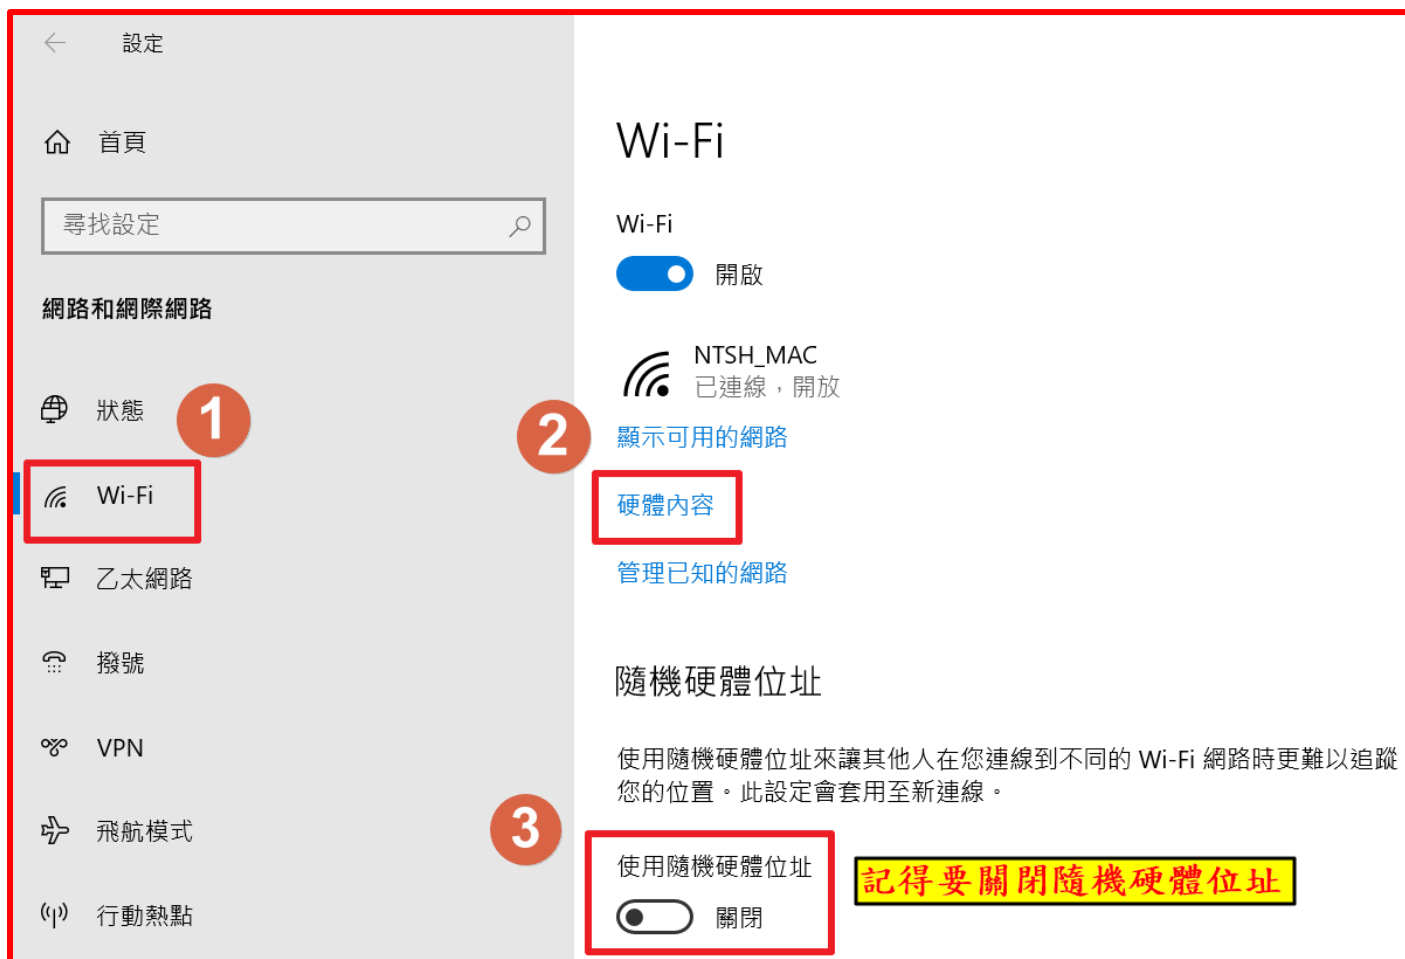 設定
首頁
尋找設定
網路和網際網路
狀態
1
Wi-Fi
乙太網路
撥號
VPN
飛航模式
行動熱點
Wi-Fi
Wi-Fi
開啟
NTSH_MAC
已連線，開放
2
顯示可用的網路
硬體內容
管理已知的網路
隨機硬體位址
使用隨機硬體位址來讓其他人在您連線到不同的 Wi-Fi 網路時更難以追蹤
您的位置。此設定會套用至新連線。
3
使用隨機硬體位址
關閉
記得要關閉隨機硬體位址